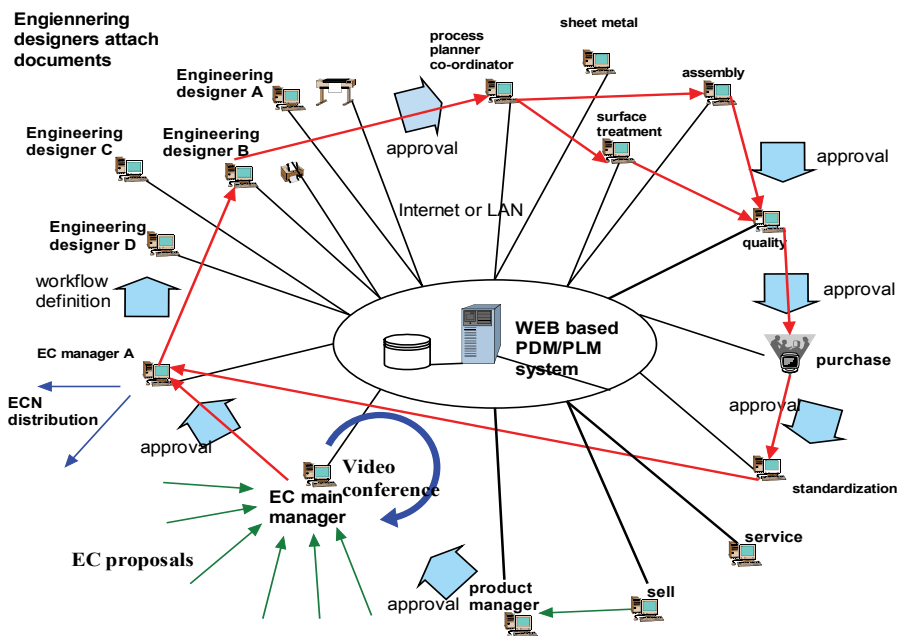 Engiennering
designers attach
documents
sheet metal
process
planner
co-ordinator
assembly
Engineering
designer A
surface
treatment
Engineering
designer C
Engineering
designer B
approval
approval
Internet or LAN
Engineering
designer D
quality
workflow
definition
approval
WEB based
PDM/PLM
system
EC manager A
purchase
ECN
distribution
approval
approval
Video
conference
EC main
manager
standardization
EC proposals
service
approval
product
manager
sell